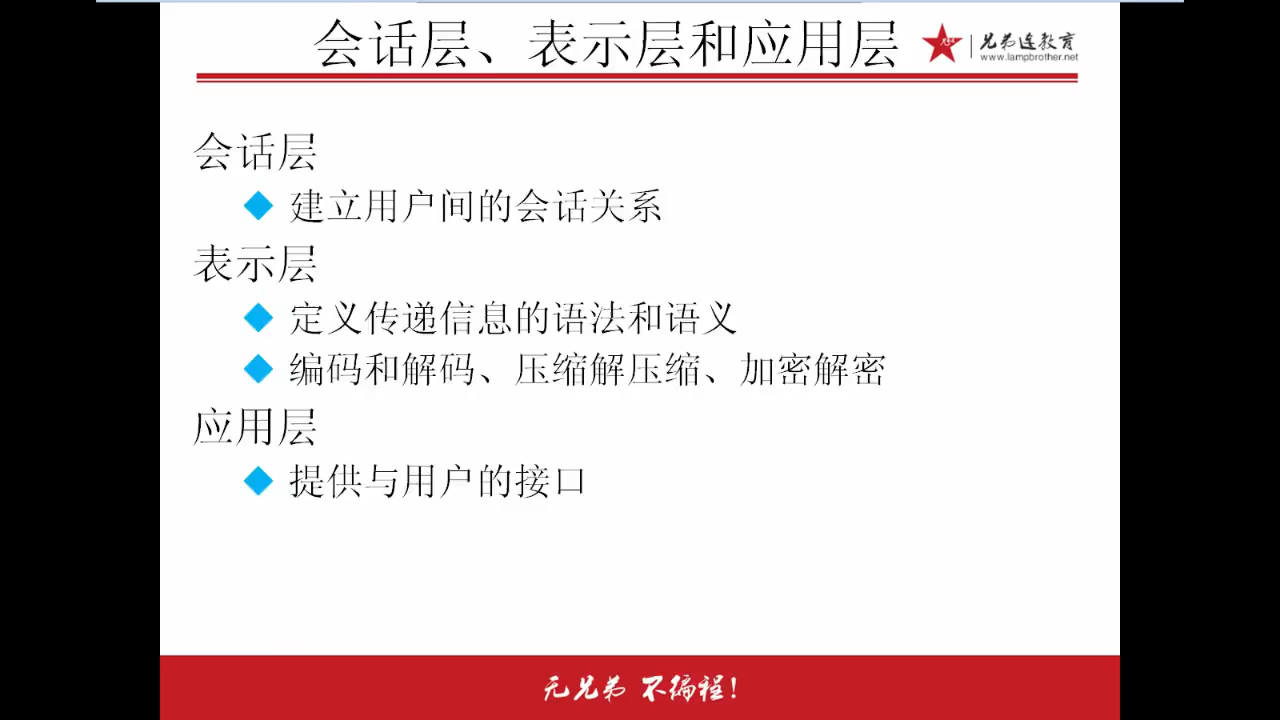 会话层、表示层和应用层
兄弟连教育
www.lampbrother.net
会话层
建立用户间的会话关系
表示层
定义传递信息的语法和语义
编码和解码、压缩解压缩、加密解密
应用层
提供与用户的接口
无兄弟 不编程!